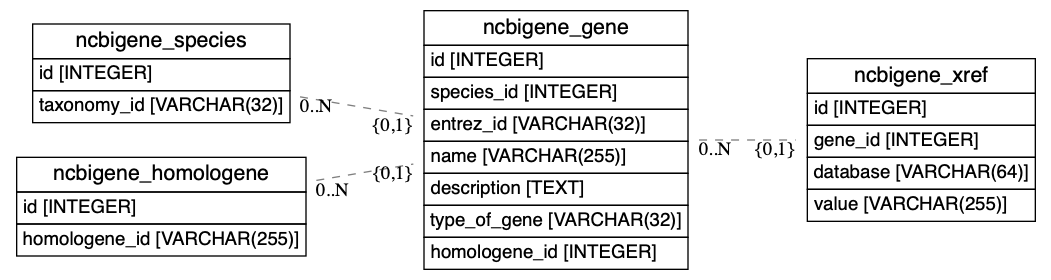 ncbigene_species
id [INTEGER]
taxonomy_id [VARCHAR(32)]
0..N
{0,1}
ncbigene_homologene
id [INTEGER]
homologene_id [VARCHAR(255)]
0..N
{0,1}
ncbigene_gene
id [INTEGER]
species_id [INTEGER]
entrez_id [VARCHAR(32)]
name [VARCHAR(255)]
description [TEXT]
type_of_gene [VARCHAR(32)]
homologene_id [INTEGER]
0..N
{0,1}
ncbigene_xref
id [INTEGER]
gene_id [INTEGER]
database [VARCHAR(64)]
value [VARCHAR(255)]